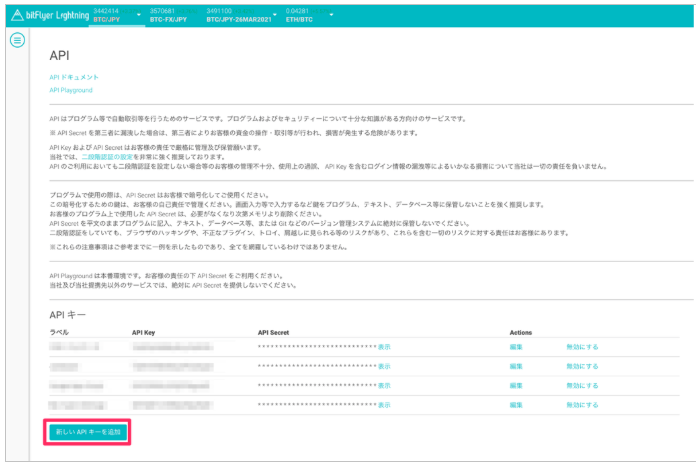 bitFlyer Lightning
3442414
BTC/JPY
3570681
BTC-FX/JPY
3491100
BTC/JPY-26MAR2021
0.04281
ETH/BTC
API
API ドキュメント
API Playground
API はプログラム等で自動取引等を行うためのサービスです。プログラムおよびセキュリティーについて十分な知識がある方向けのサービスです。
※ API Secret を第三者に漏洩した場合は、第三者によりお客様の資金の操作・取引等が行われ、損害が発生する危険があります。
API Key および API Secret はお客様の責任で厳格に管理及び保管願います。
当社では、二段階認証の設定を非常に強く推奨しております。
API のご利用においても二段階認証を設定しない場合等のお客様の管理不十分、使用上の過誤、 API Key を含むログイン情報の漏洩等によるいかなる損害について当社は一切の責任を負いません。
プログラムで使用の際は、API Secret はお客様で暗号化してご使用ください。
この暗号化するための鍵は、お客様の自己責任で管理ください。画面入力等で入力するなど鍵をプログラム、テキスト、データベース等に保管しないことを強く推奨します。
お客様のプログラム上で使用した API Secret は、必要がなくなり次第メモリより削除ください。
API Secret を平文のままプログラムに記入、テキスト、データベース等、または Git などのバージョン管理システムに絶対に保管しないでください。
二段階認証をしていても、ブラウザのハッキングや、不正なプラグイン、トロイ、肩越しに見られる等のリスクがあり、これらを含む一切のリスクに対する責任はお客様にあります。
※これらの注意事項はご参考までに一例を示したものであり、全てを網羅しているわけではありません。
API Playground は本番環境です。お客様の責任の下 API Secret をご利用ください。
当社及び当社提携先以外のサービスでは、絶対に API Secret を提供しないでください。
API キー
ラベル API Key API Secret Actions
****************************表示 編集 無効にする
****************************表示 編集 無効にする
****************************表示 編集 無効にする
****************************表示 編集 無効にする
新しい API キーを追加